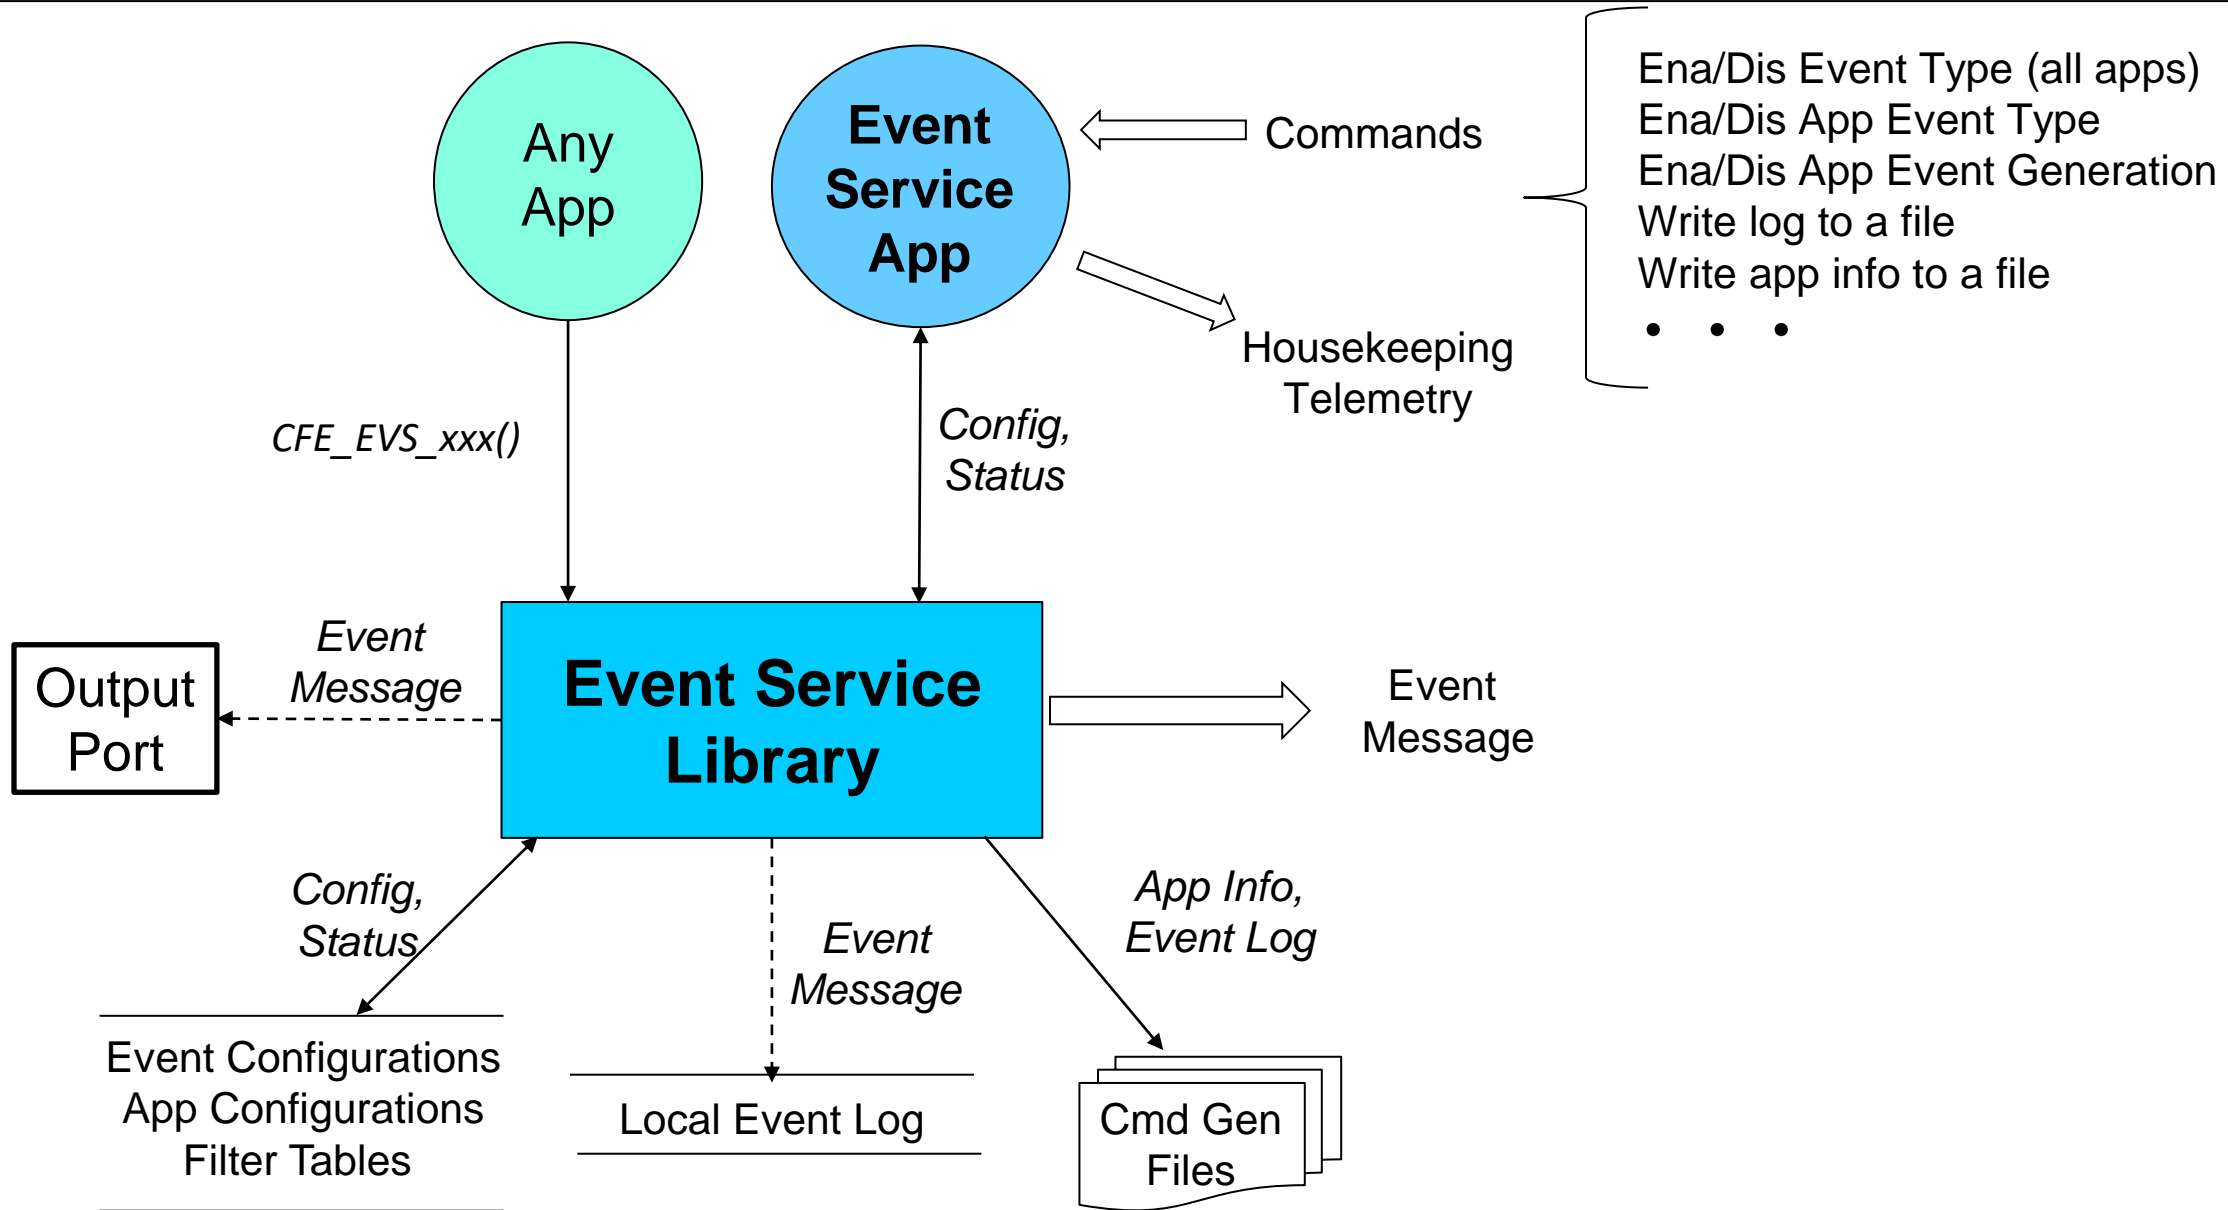 Any
App
Event
Service
App
Commands
Housekeeping
Telemetry
Ena/Dis Event Type (all apps)
Ena/Dis App Event Type
Ena/Dis App Event Generation
Write log to a file
Write app info to a file
• • •
CFE_EVS_xxx()
Config,
Status
Output
Port
Event
Message
Event Service
Library
Event
Message
Config,
Status
Event
Message
App Info,
Event Log
Event Configurations
App Configurations
Filter Tables
Local Event Log
Cmd Gen
Files